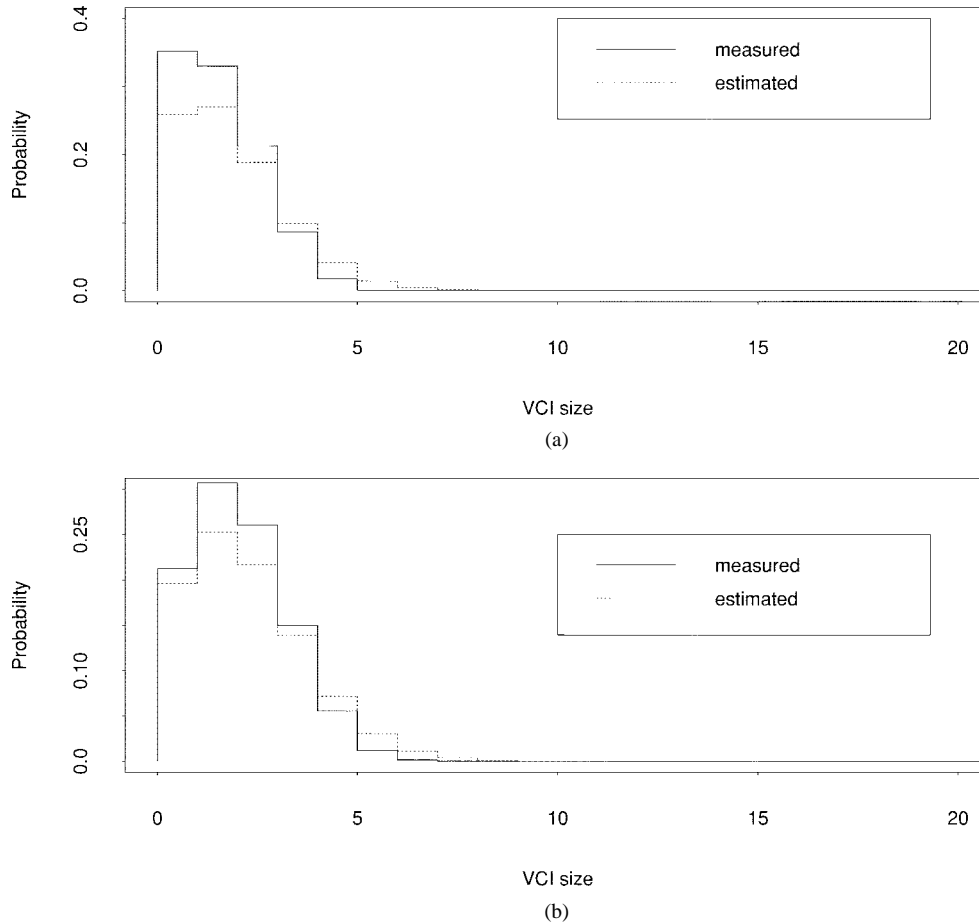 0.4
measured
estimated
0.2
Probability
0.0
0 5 10 15 20
VCI size
(a)
0.25
measured
estimated
0.10
Probability
0.0
0 5 10 15 20
VCI size
(b)